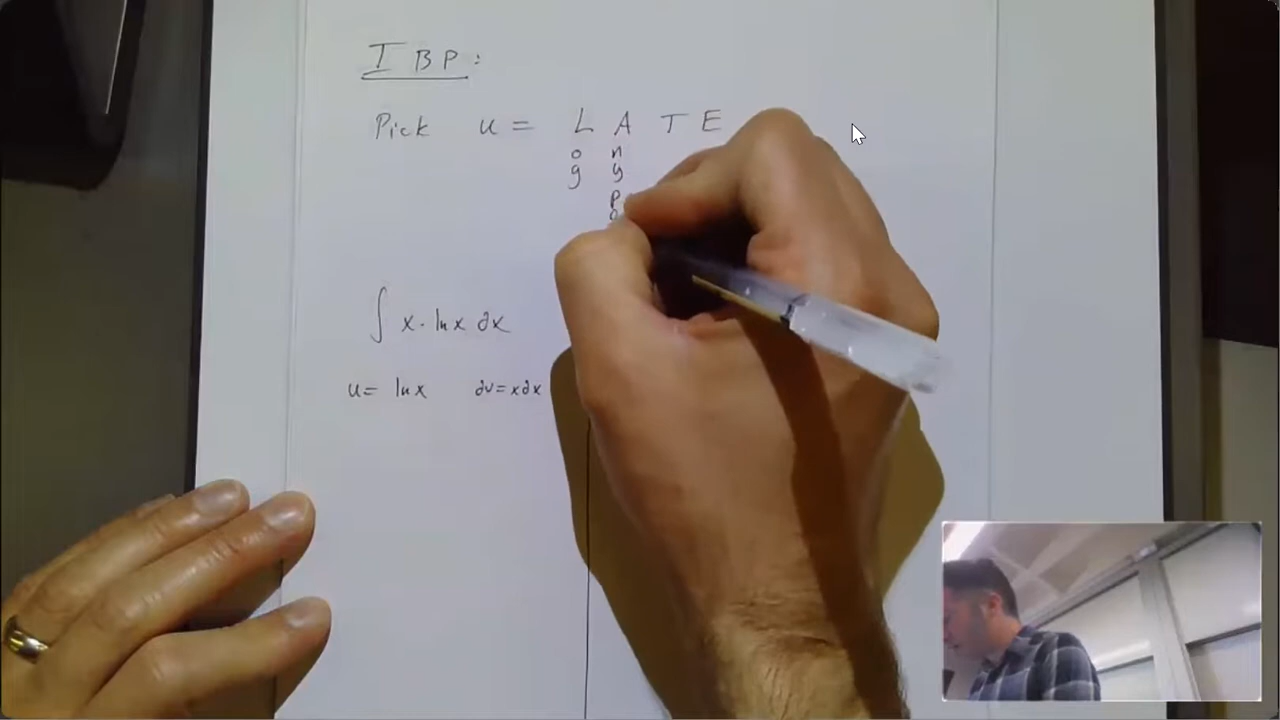 IBP:
Pick u = L A T E
o n
g y
p
∫ x · ln x dx
u = ln x dv = x dx